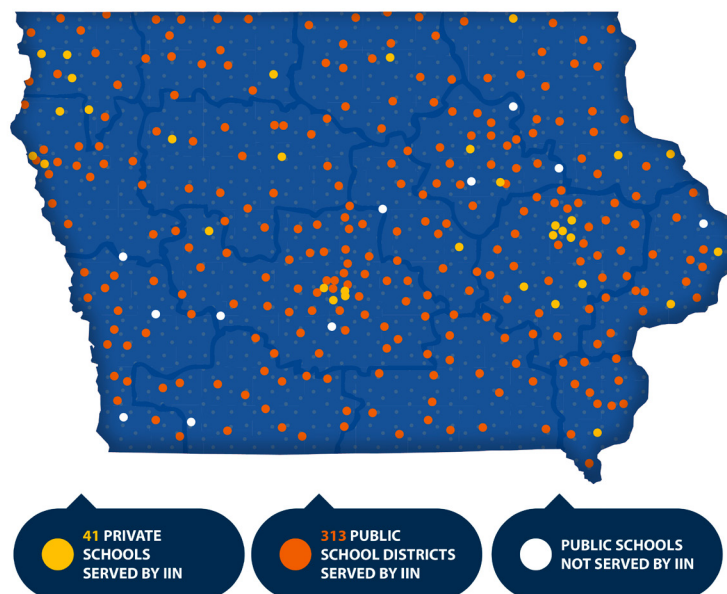 41 PRIVATE
SCHOOLS
SERVED BY IIN
313 PUBLIC
SCHOOL DISTRICTS
SERVED BY IIN
PUBLIC SCHOOLS
NOT SERVED BY IIN